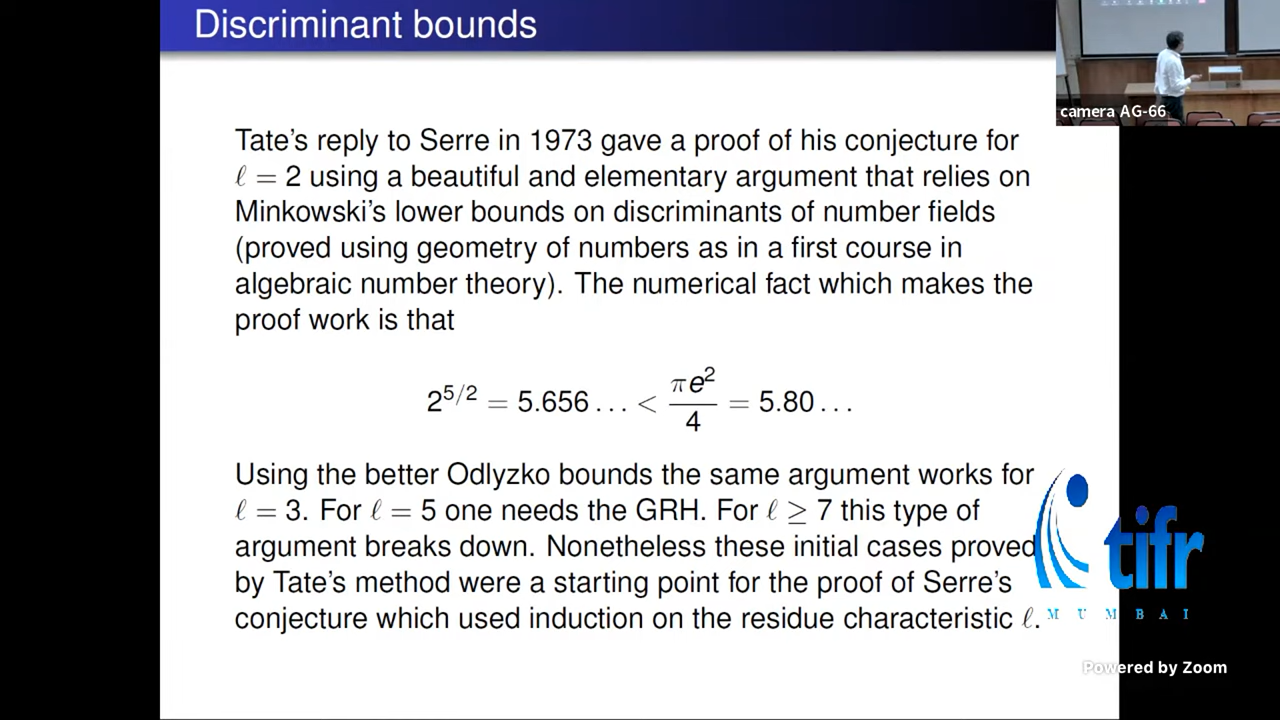 Discriminant bounds
camera AG-66
Tate's reply to Serre in 1973 gave a proof of his conjecture for
ℓ = 2 using a beautiful and elementary argument that relies on
Minkowski's lower bounds on discriminants of number fields
(proved using geometry of numbers as in a first course in
algebraic number theory). The numerical fact which makes the
proof work is that
2^{5/2} = 5.656 . . . < πe²/4 = 5.80 . . .
Using the better Odlyzko bounds the same argument works for
ℓ = 3. For ℓ = 5 one needs the GRH. For ℓ ≥ 7 this type of
argument breaks down. Nonetheless these initial cases proved
by Tate's method were a starting point for the proof of Serre's
conjecture which used induction on the residue characteristic ℓ.
tifr
MUMBAI
Powered by Zoom